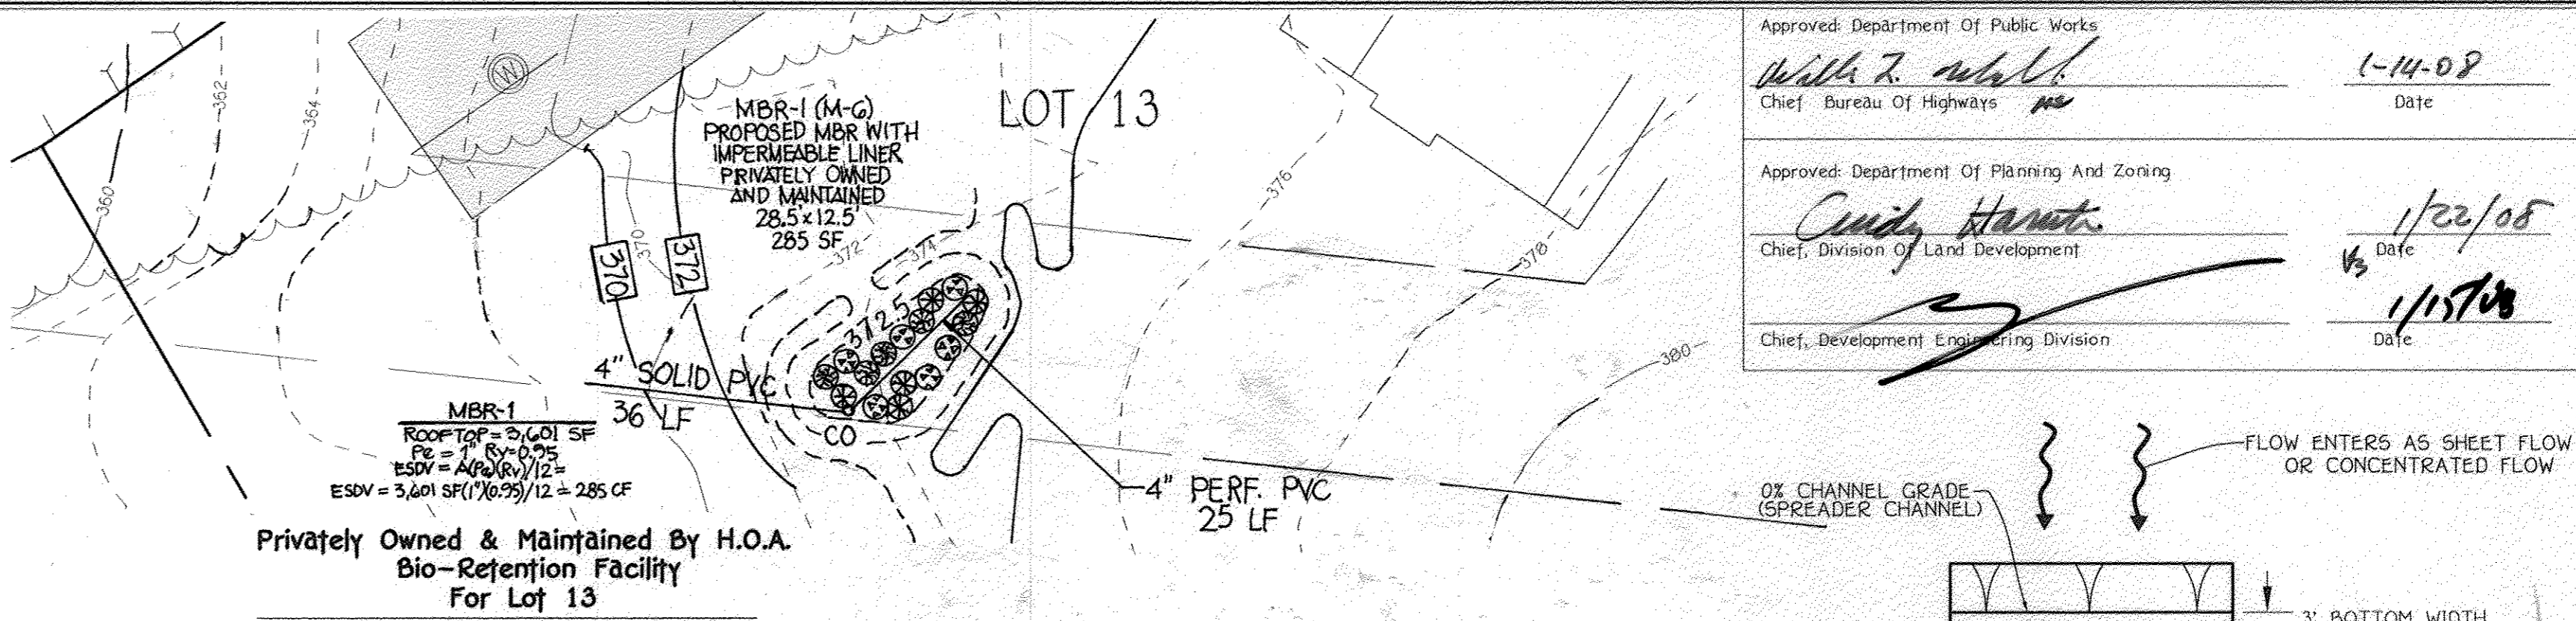 MBR-1 (M-6)
PROPOSED MBR WITH
IMPERMEABLE LINER
PRIVATELY OWNED
AND MAINTAINED
28.5'x12.5'
285 SF
LOT 13
W
360
362
364
370
372
370
372
374
372.5
376
378
380
4" SOLID PVC
36 LF
CO
4" PERF. PVC
25 LF
MBR-1
ROOFTOP = 3,601 SF
Pe = 1" Rv=0.95
ESDV = A(Pe)(Rv)/12 =
ESDV = 3,601 SF(1")(0.95)/12 = 285 CF
Privately Owned & Maintained By H.O.A.
Bio-Retention Facility
For Lot 13
Approved: Department Of Public Works
1-14-08
Chief Bureau Of Highways
Date
Approved: Department Of Planning And Zoning
1/22/08
Chief, Division Of Land Development
Date
1/15/08
Chief, Development Engineering Division
Date
FLOW ENTERS AS SHEET FLOW
OR CONCENTRATED FLOW
0% CHANNEL GRADE
(SPREADER CHANNEL)
3' BOTTOM WIDTH